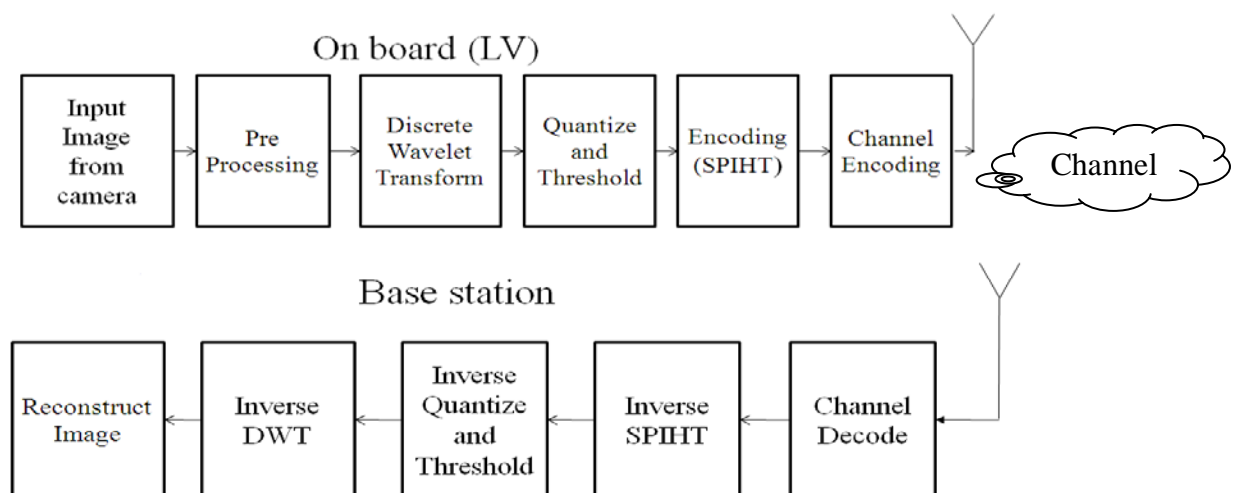 On board (LV)
Input
Image
from
camera
Pre
Processing
Discrete
Wavelet
Transform
Quantize
and
Threshold
Encoding
(SPIHT)
Channel
Encoding
Channel
Base station
Reconstruct
Image
Inverse
DWT
Inverse
Quantize
and
Threshold
Inverse
SPIHT
Channel
Decode